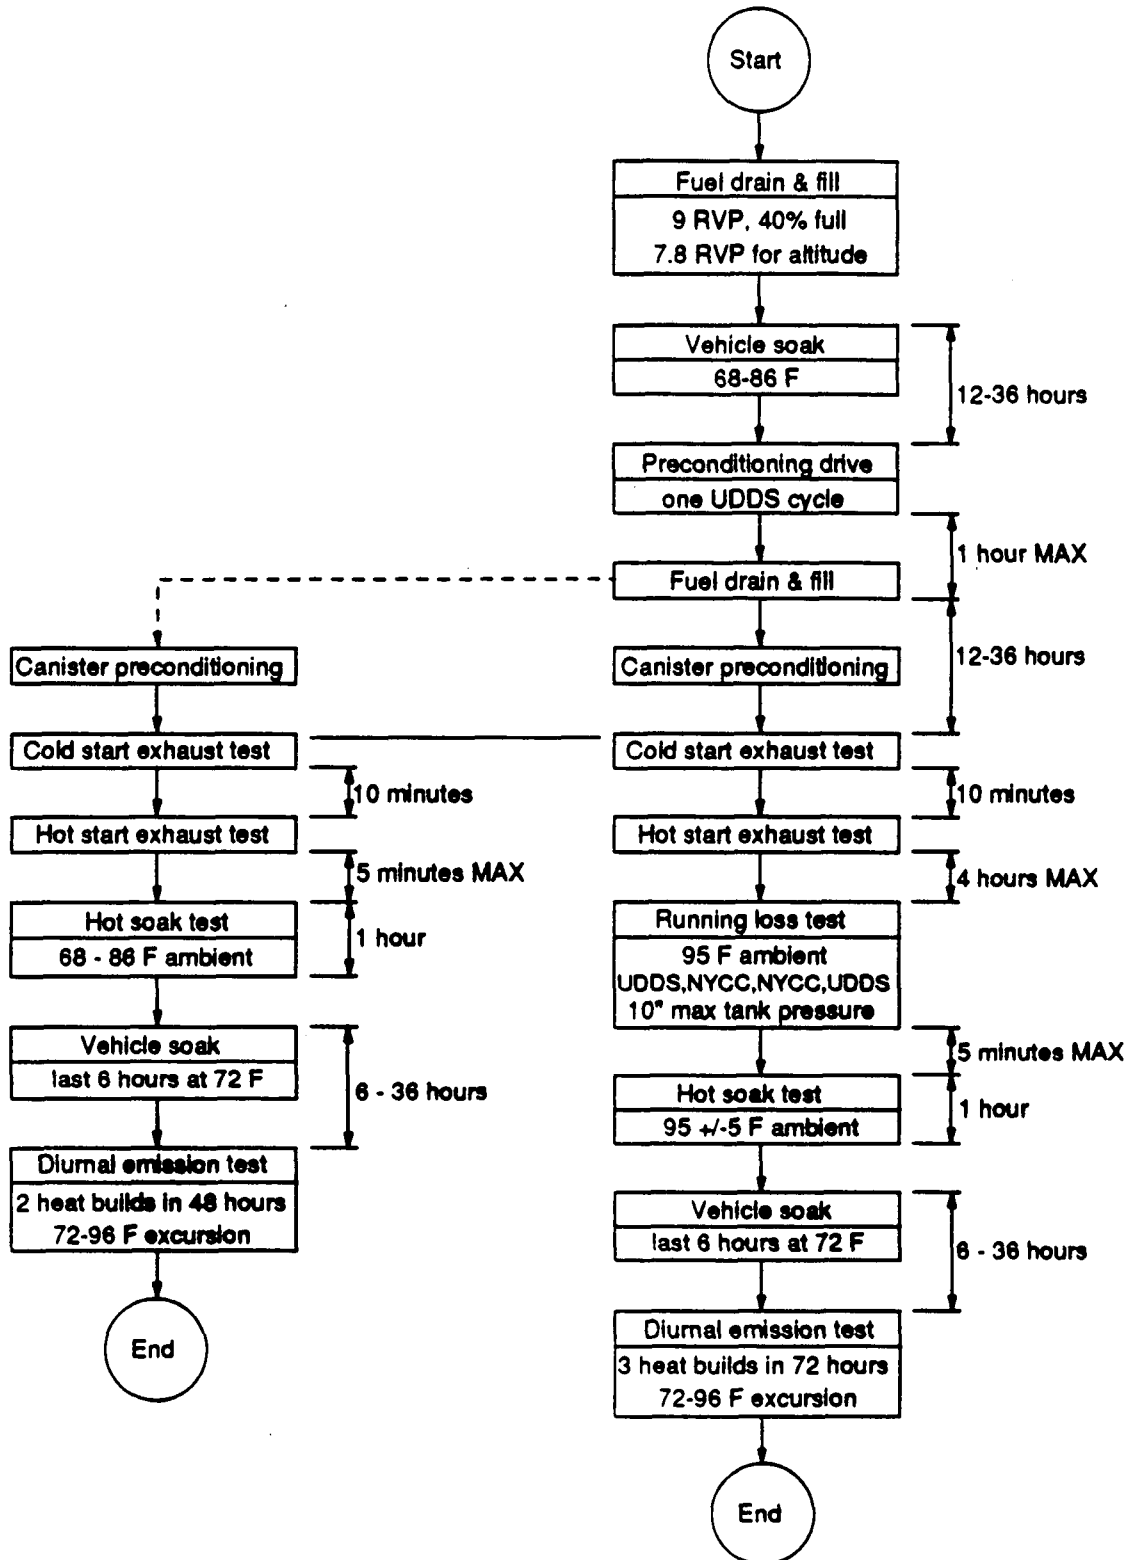 Start
Fuel drain & fill
9 RVP, 40% full
7.8 RVP for altitude
Vehicle soak
68-86 F
12-36 hours
Preconditioning drive
one UDDS cycle
1 hour MAX
Fuel drain & fill
12-36 hours
Canister preconditioning
Cold start exhaust test
10 minutes
Hot start exhaust test
4 hours MAX
Running loss test
95 F ambient
UDDS,NYCC,NYCC,UDDS
10" max tank pressure
5 minutes MAX
Hot soak test
95 +/-5 F ambient
1 hour
Vehicle soak
last 6 hours at 72 F
6 - 36 hours
Diurnal emission test
3 heat builds in 72 hours
72-96 F excursion
End
Canister preconditioning
Cold start exhaust test
10 minutes
Hot start exhaust test
5 minutes MAX
Hot soak test
68 - 86 F ambient
1 hour
Vehicle soak
last 6 hours at 72 F
6 - 36 hours
Diurnal emission test
2 heat builds in 48 hours
72-96 F excursion
End